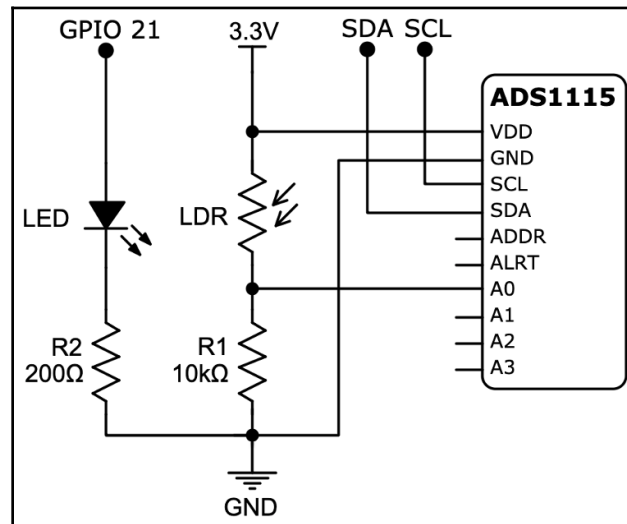 GPIO 21
3.3V
SDA SCL
ADS1115
VDD
GND
SCL
SDA
ADDR
ALRT
A0
A1
A2
A3
LED
LDR
R2
200Ω
R1
10kΩ
GND